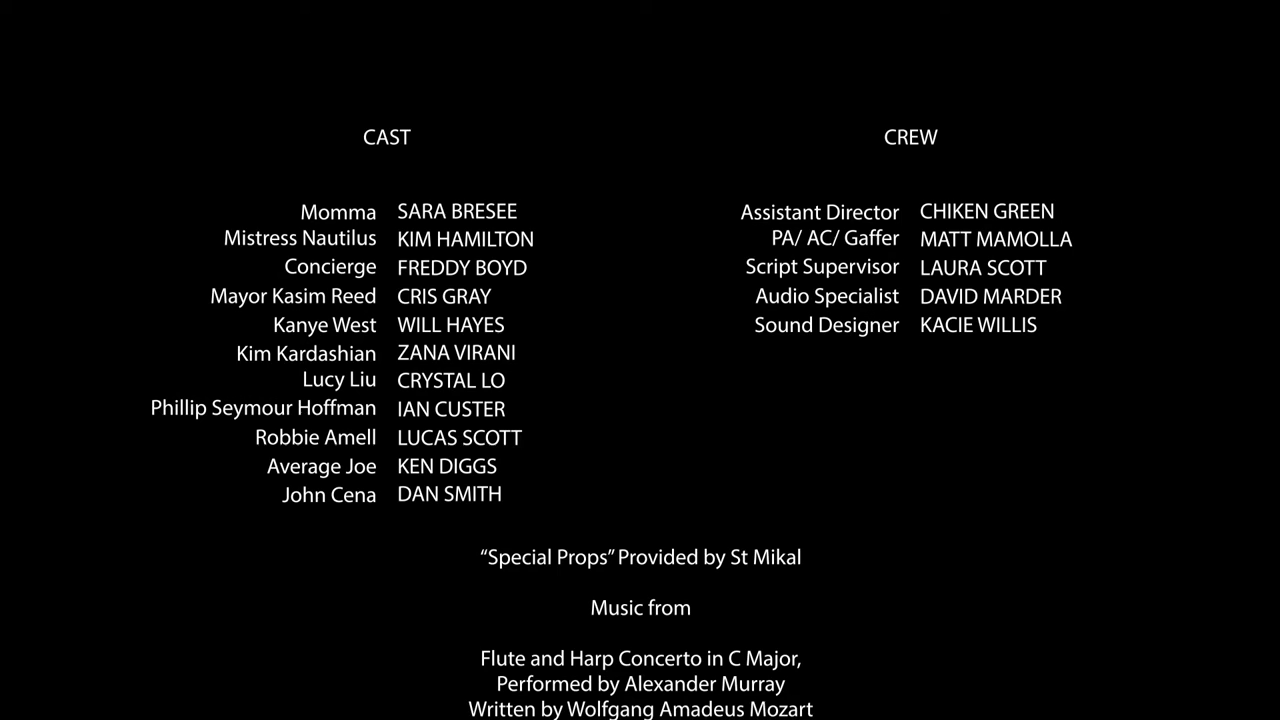 CAST
Momma SARA BRESEE
Mistress Nautilus KIM HAMILTON
Concierge FREDDY BOYD
Mayor Kasim Reed CRIS GRAY
Kanye West WILL HAYES
Kim Kardashian ZANA VIRANI
Lucy Liu CRYSTAL LO
Phillip Seymour Hoffman IAN CUSTER
Robbie Amell LUCAS SCOTT
Average Joe KEN DIGGS
John Cena DAN SMITH
CREW
Assistant Director CHIKEN GREEN
PA/ AC/ Gaffer MATT MAMOLLA
Script Supervisor LAURA SCOTT
Audio Specialist DAVID MARDER
Sound Designer KACIE WILLIS
“Special Props” Provided by St Mikal
Music from
Flute and Harp Concerto in C Major,
Performed by Alexander Murray
Written by Wolfgang Amadeus Mozart